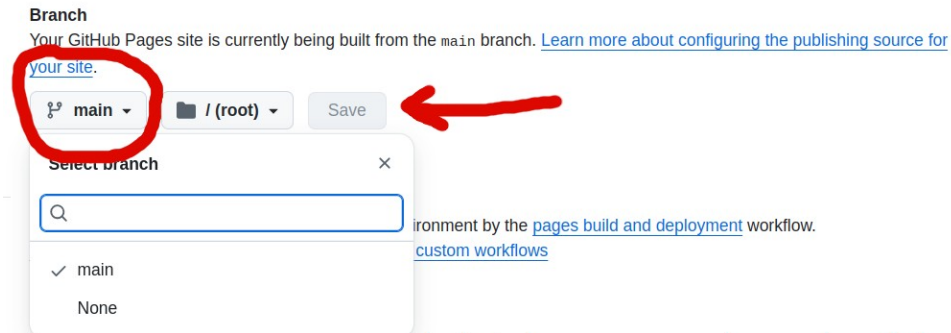 Branch
Your GitHub Pages site is currently being built from the main branch. Learn more about configuring the publishing source for
your site.
main
/ (root)
Save
Select branch
ironment by the pages build and deployment workflow.
custom workflows
main
None